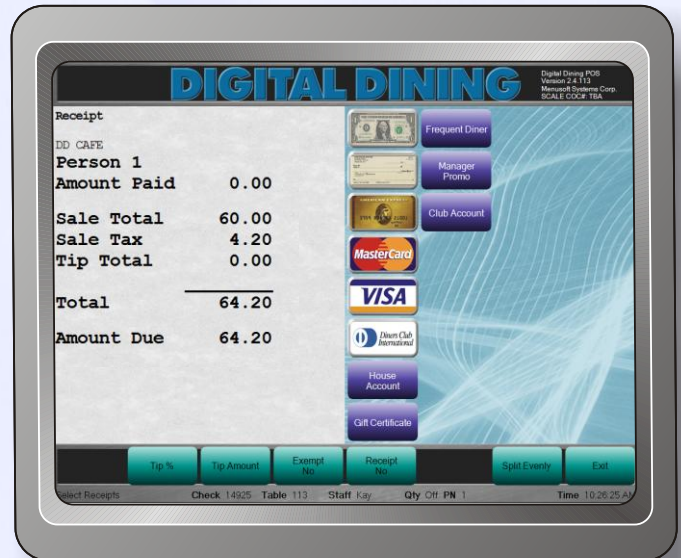 DIGITAL DINING
Digital Dining POS
Version 2.4.113
Menusoft Systems Corp.
SCALE COC#: TBA
Receipt
DD CAFE
Person 1
Amount Paid 0.00
Sale Total 60.00
Sale Tax 4.20
Tip Total 0.00
Total 64.20
Amount Due 64.20
Frequent Diner
Manager
Promo
Club Account
MasterCard
VISA
Diners Club
International
House
Account
Gift Certificate
Tip %
Tip Amount
Exempt
No
Receipt
No
Split Evenly
Exit
Select Receipts Check 14925 Table 113 Staff Kay Qty Off PN 1 Time 10:26:25 AM